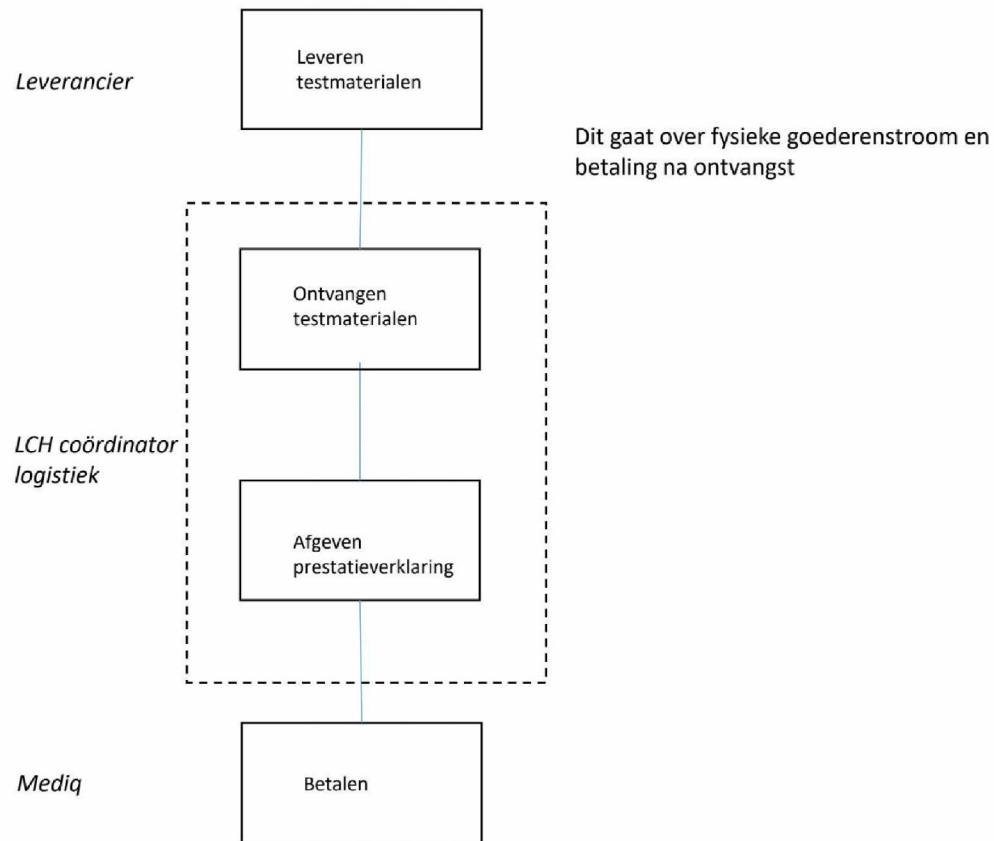 Leverancier
Leveren
testmaterialen
Dit gaat over fysieke goederenstroom en
betaling na ontvangst
Ontvangen
testmaterialen
LCH coördinator
logistiek
Afgeven
prestatieverklaring
Mediq
Betalen